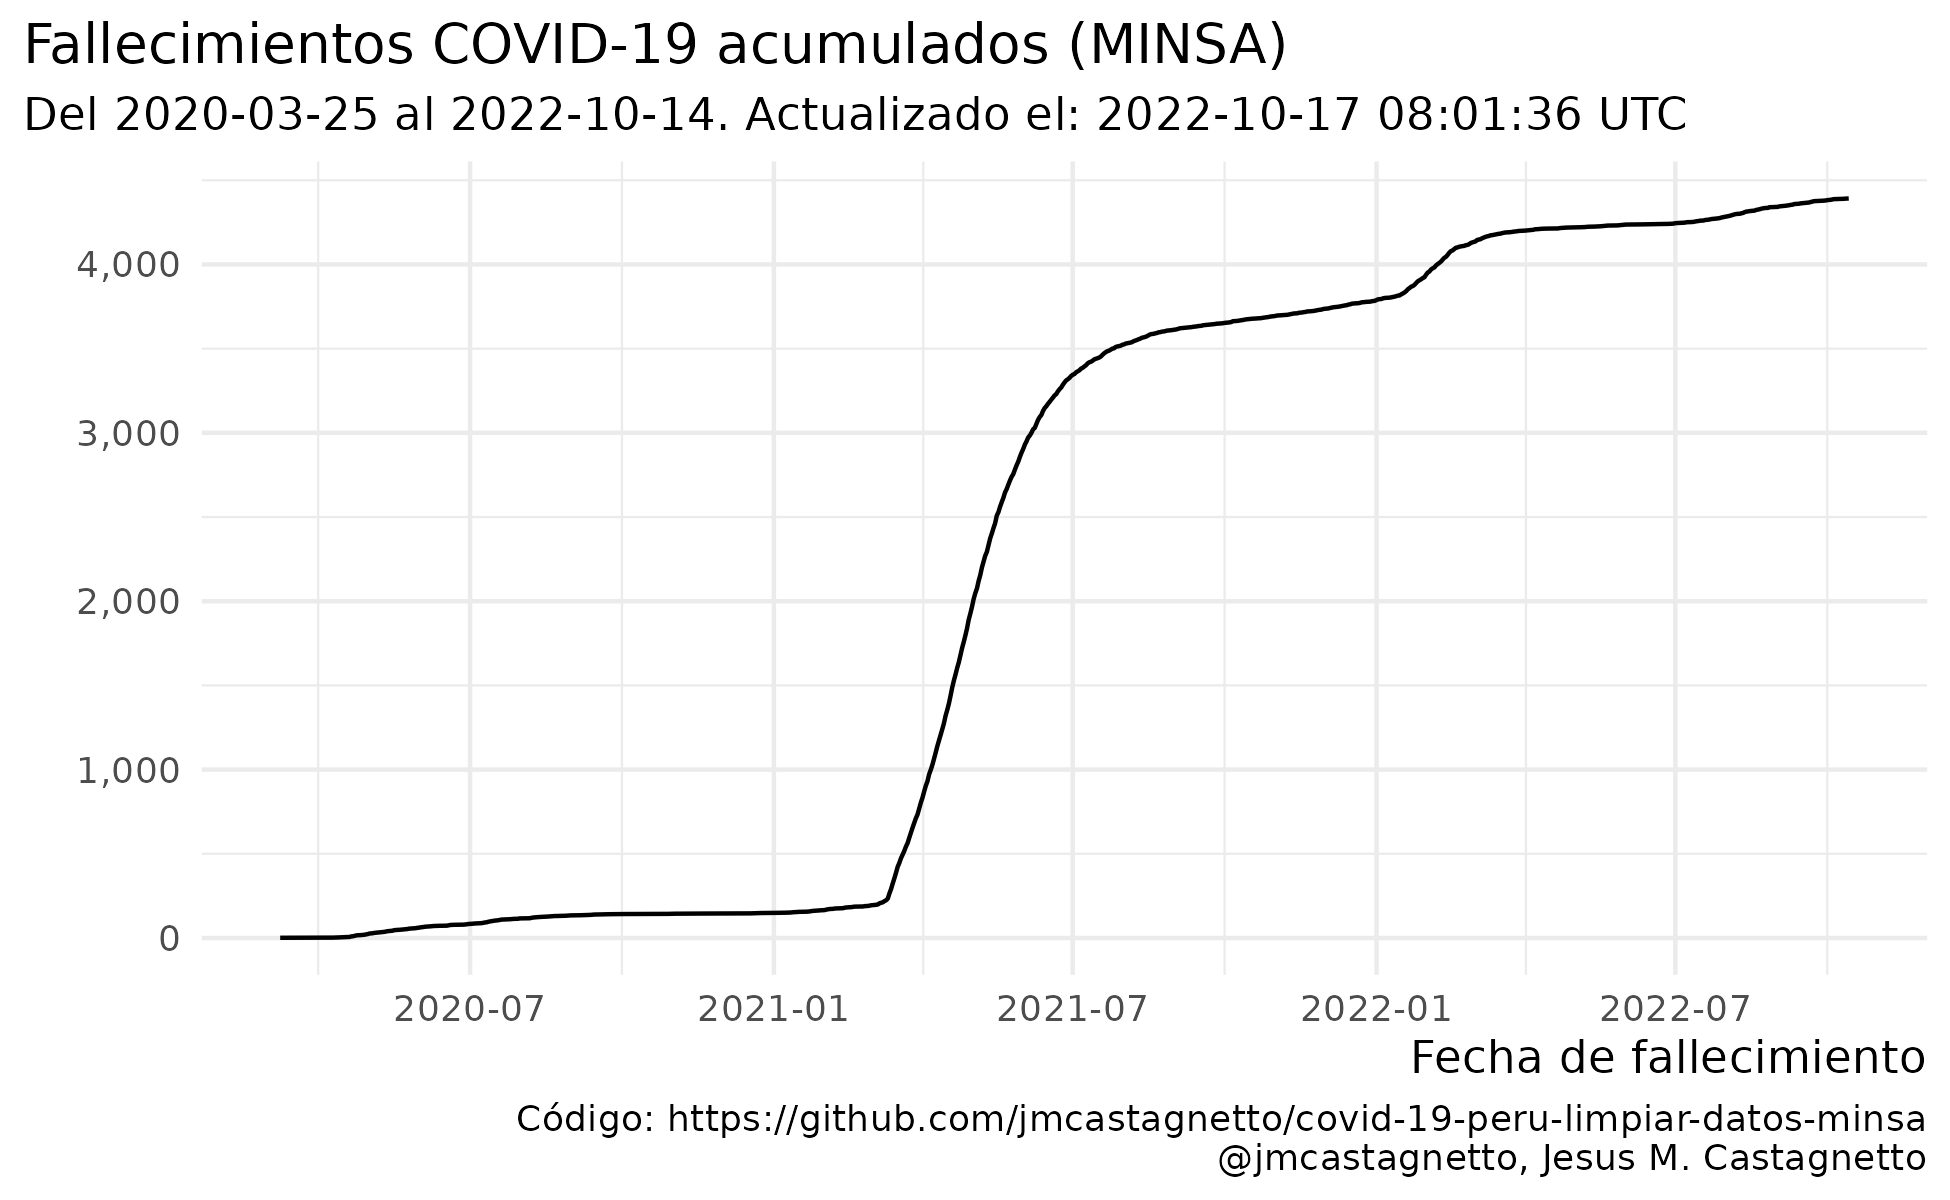 Fallecimientos COVID-19 acumulados (MINSA)
Del 2020-03-25 al 2022-10-14. Actualizado el: 2022-10-17 08:01:36 UTC
4,000
3,000
2,000
1,000
0
2020-07 2021-01 2021-07 2022-01 2022-07
Fecha de fallecimiento
Código: https://github.com/jmcastagnetto/covid-19-peru-limpiar-datos-minsa
@jmcastagnetto, Jesus M. Castagnetto